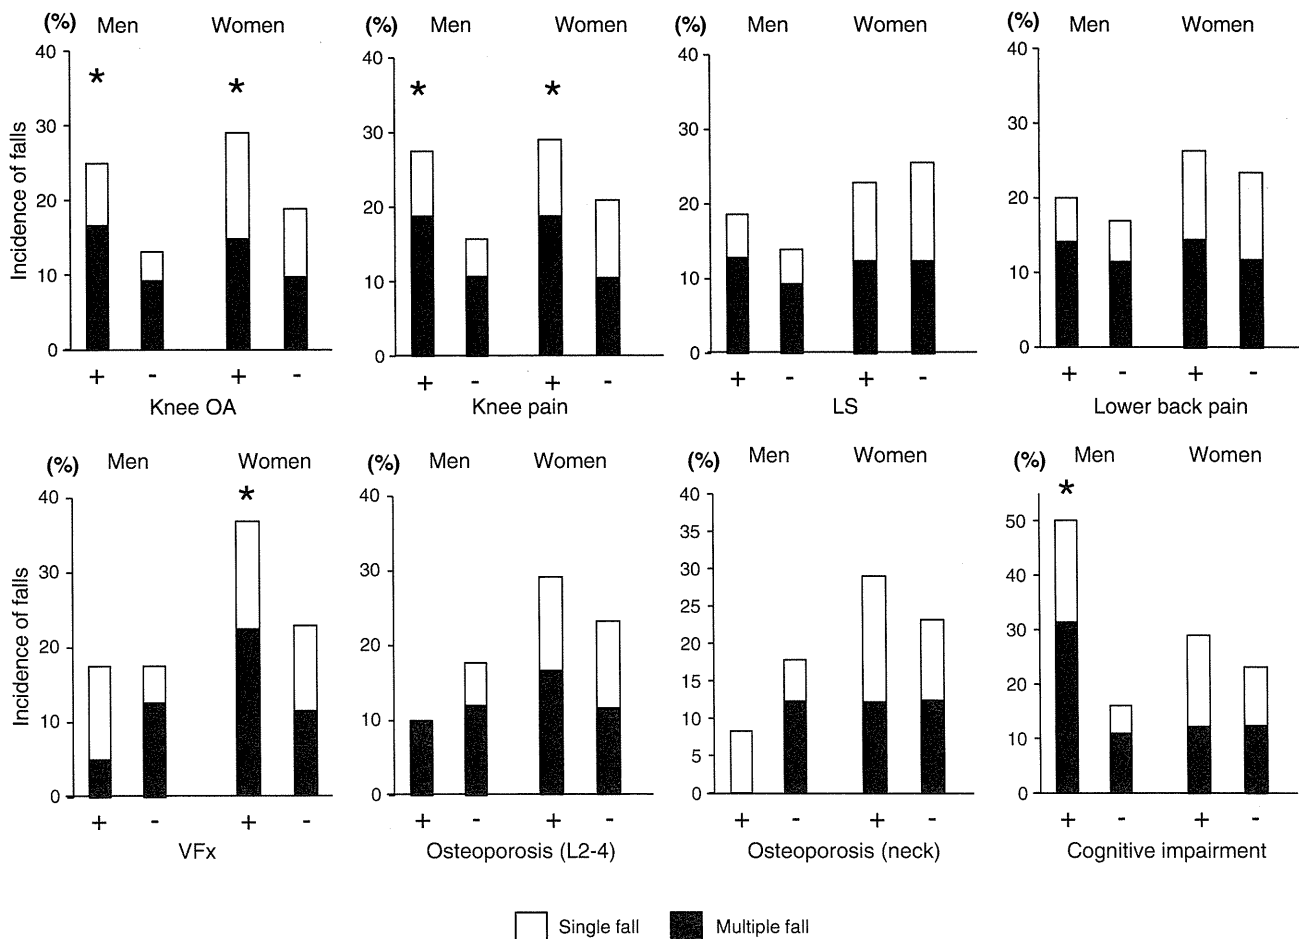 (%) Men Women
40
30
20
10
0
Incidence of falls
* *
+ - + -
Knee OA
(%) Men Women
40
30
20
10
0
* *
+ - + -
Knee pain
(%) Men Women
40
30
20
10
0
+ - + -
LS
(%) Men Women
40
30
20
10
0
+ - + -
Lower back pain
(%) Men Women
40
30
20
10
0
Incidence of falls
*
+ - + -
VFx
(%) Men Women
40
30
20
10
0
+ - + -
Osteoporosis (L2-4)
(%) Men Women
40
35
30
25
20
15
10
5
0
+ - + -
Osteoporosis (neck)
(%) Men Women
50
40
30
20
10
0
*
+ - + -
Cognitive impairment
Single fall Multiple fall